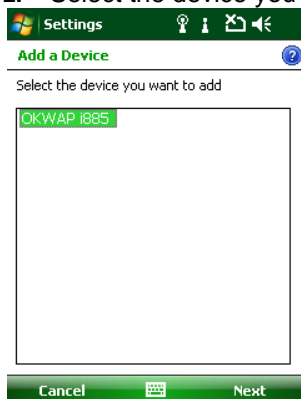 Select the device you
Settings
Add a Device
?
Select the device you want to add
OKWAP i885
Cancel Next